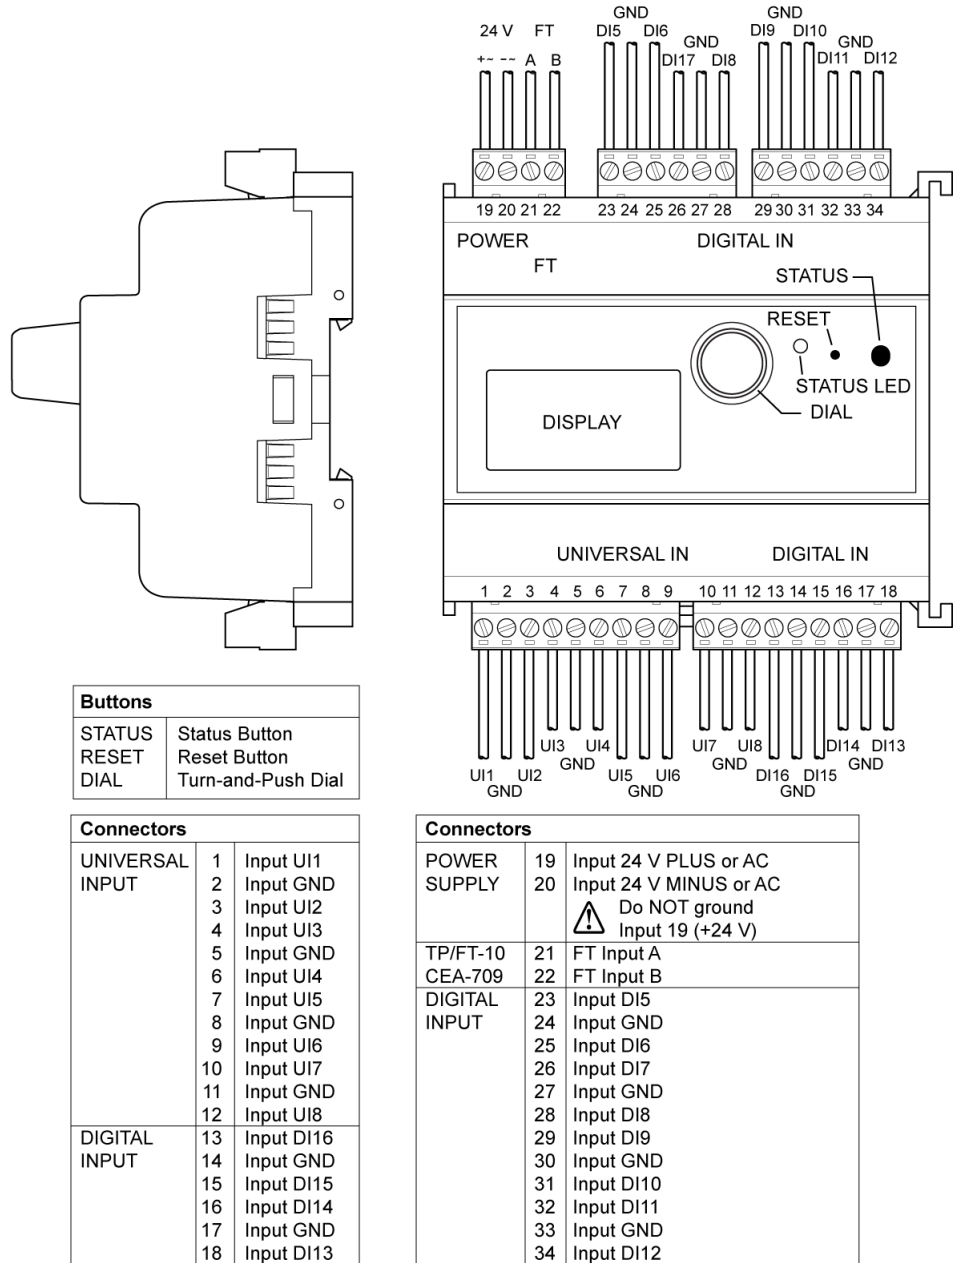 GND
GND
24 V FT
DI5 DI6
DI9 DI10
GND
GND
+~ -~ A B
DI17 DI8
DI11 DI12
19 20 21 22
23 24 25 26 27 28
29 30 31 32 33 34
POWER
DIGITAL IN
FT
STATUS
RESET
STATUS LED
DIAL
DISPLAY
UNIVERSAL IN
DIGITAL IN
1 2 3 4 5 6 7 8 9
10 11 12 13 14 15 16 17 18
UI3 UI4
UI7 UI8
DI14 DI13
GND
GND
GND
UI1 UI2
UI5 UI6
DI16 DI15
GND
GND
GND
Buttons
STATUS Status Button
RESET Reset Button
DIAL Turn-and-Push Dial
Connectors
UNIVERSAL 1 Input UI1
INPUT 2 Input GND
3 Input UI2
4 Input UI3
5 Input GND
6 Input UI4
7 Input UI5
8 Input GND
9 Input UI6
10 Input UI7
11 Input GND
12 Input UI8
DIGITAL 13 Input DI16
INPUT 14 Input GND
15 Input DI15
16 Input DI14
17 Input GND
18 Input DI13
Connectors
POWER 19 Input 24 V PLUS or AC
SUPPLY 20 Input 24 V MINUS or AC
Do NOT ground
Input 19 (+24 V)
TP/FT-10 21 FT Input A
CEA-709 22 FT Input B
DIGITAL 23 Input DI5
INPUT 24 Input GND
25 Input DI6
26 Input DI7
27 Input GND
28 Input DI8
29 Input DI9
30 Input GND
31 Input DI10
32 Input DI11
33 Input GND
34 Input DI12